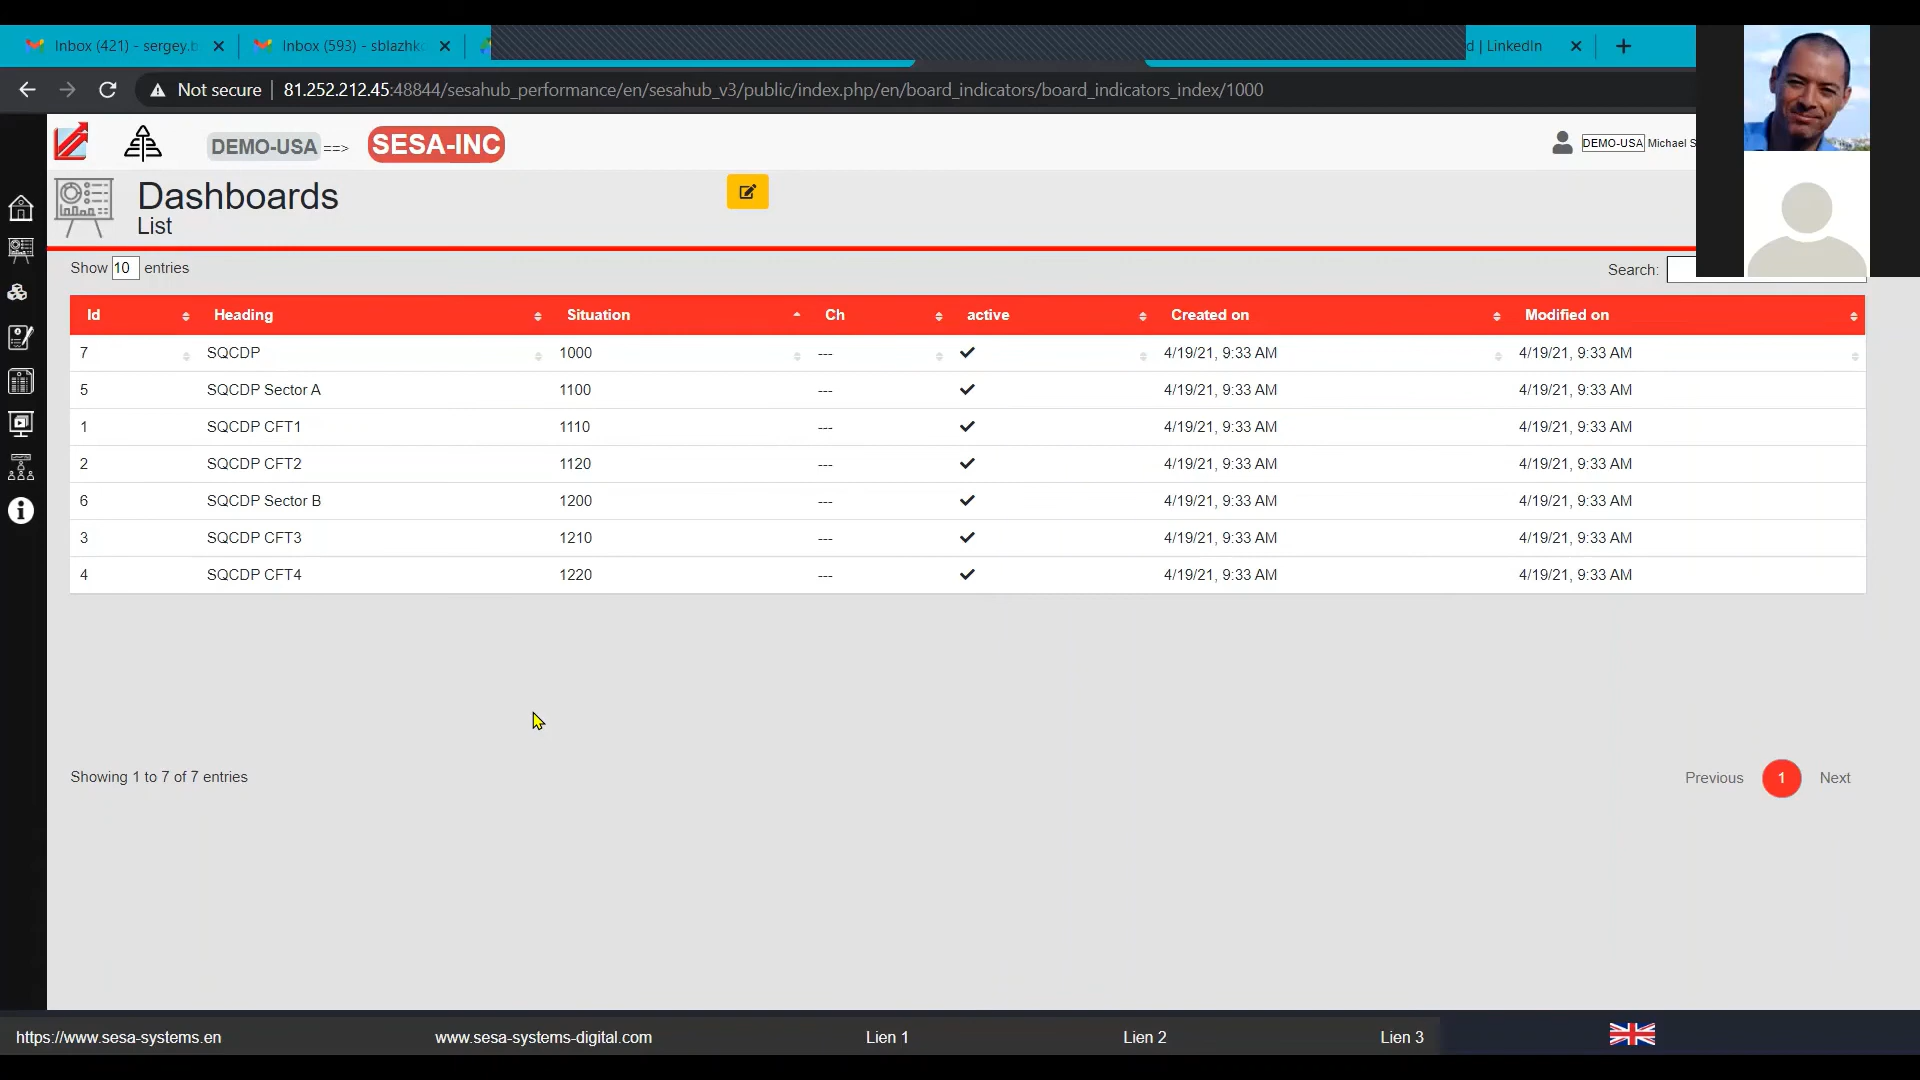 Inbox (421) - sergey.b
Inbox (593) - sblazhk
d | LinkedIn
Not secure | 81.252.212.45:48844/sesahub_performance/en/sesahub_v3/public/index.php/en/board_indicators/board_indicators_index/1000
DEMO-USA ==> SESA-INC
DEMO-USA Michael S
Dashboards
List
Show 10 entries
Search:
Id Heading Situation Ch active Created on Modified on
7 SQCDP 1000 --- 4/19/21, 9:33 AM 4/19/21, 9:33 AM
5 SQCDP Sector A 1100 --- 4/19/21, 9:33 AM 4/19/21, 9:33 AM
1 SQCDP CFT1 1110 --- 4/19/21, 9:33 AM 4/19/21, 9:33 AM
2 SQCDP CFT2 1120 --- 4/19/21, 9:33 AM 4/19/21, 9:33 AM
6 SQCDP Sector B 1200 --- 4/19/21, 9:33 AM 4/19/21, 9:33 AM
3 SQCDP CFT3 1210 --- 4/19/21, 9:33 AM 4/19/21, 9:33 AM
4 SQCDP CFT4 1220 --- 4/19/21, 9:33 AM 4/19/21, 9:33 AM
Showing 1 to 7 of 7 entries
Previous 1 Next
https://www.sesa-systems.en www.sesa-systems-digital.com Lien 1 Lien 2 Lien 3